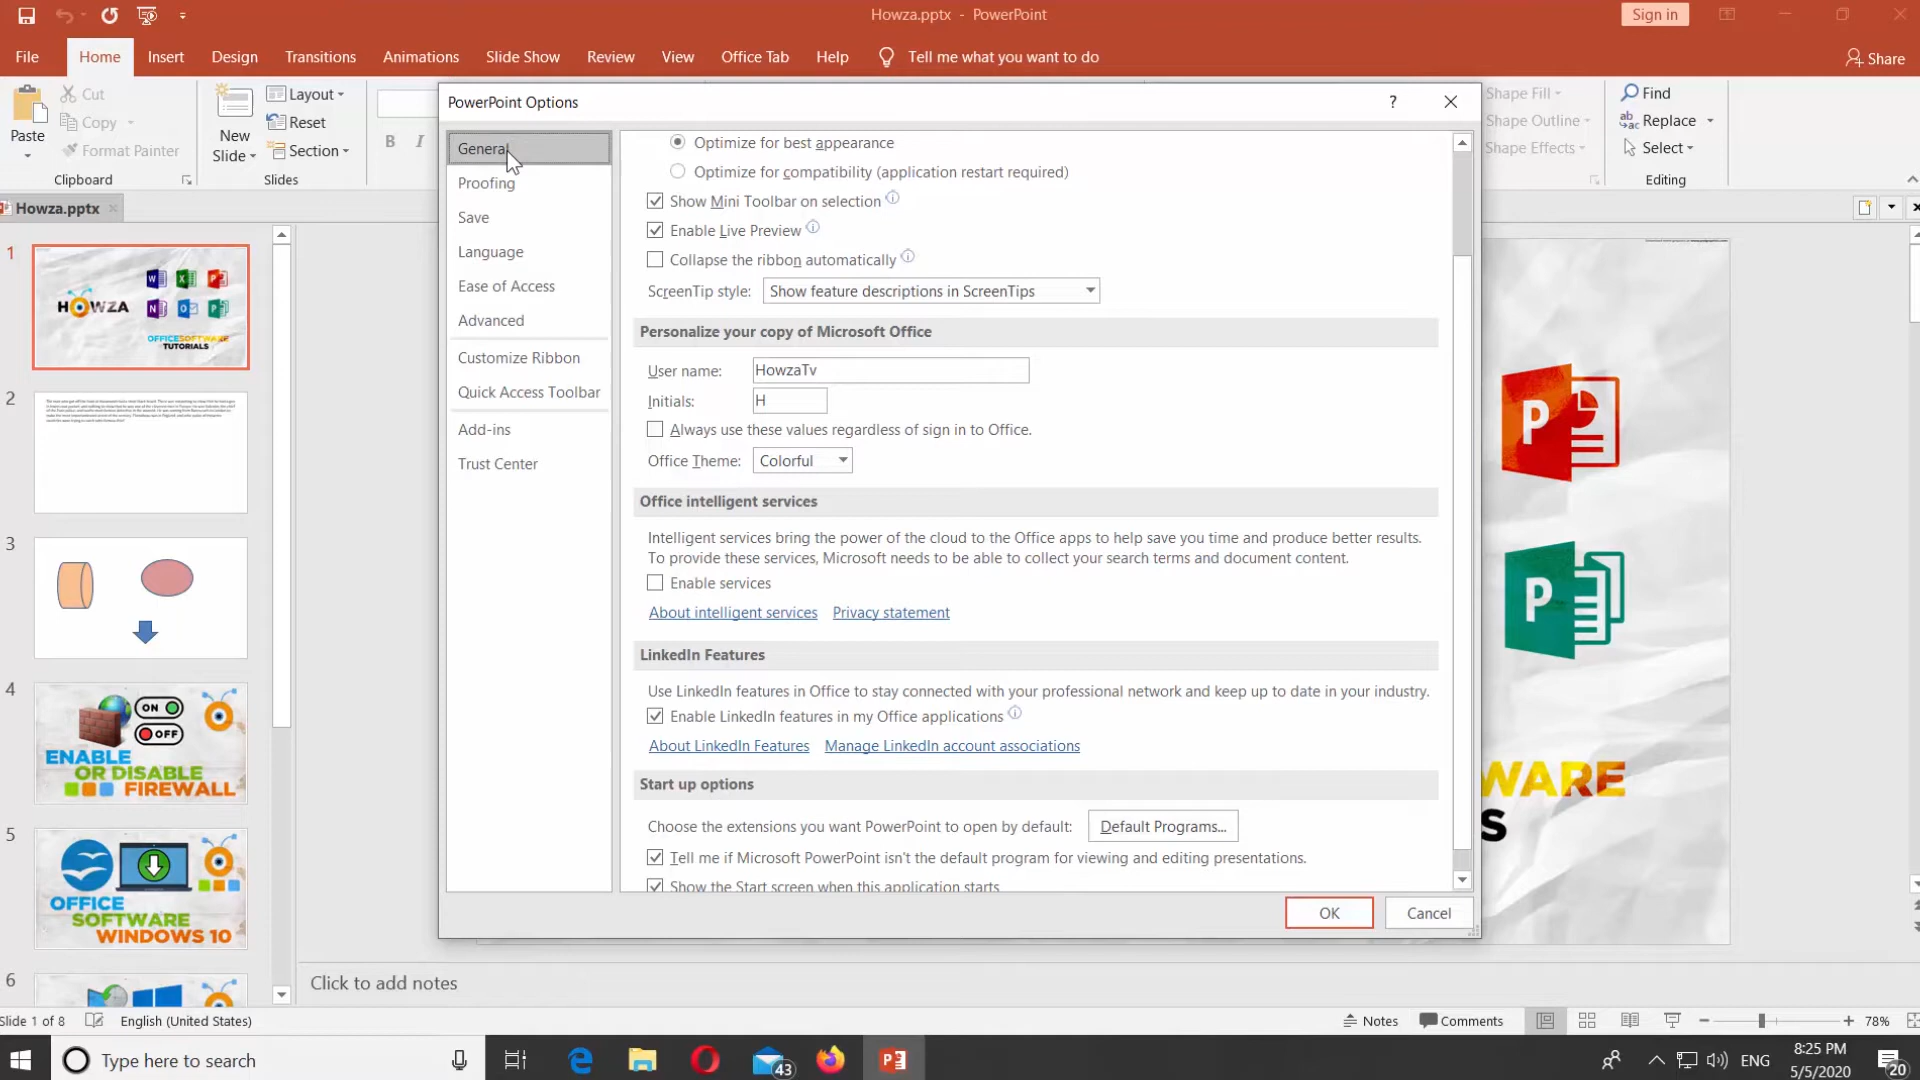 Howza.pptx - PowerPoint
Sign in
File Home Insert Design Transitions Animations Slide Show Review View Office Tab Help Tell me what you want to do Share
Paste
Cut
Copy
Format Painter
Clipboard
New
Slide
Layout
Reset
Section
Slides
B I
Shape Fill
Shape Outline
Shape Effects
Find
Replace
Select
Editing
Howza.pptx
PowerPoint Options
?
General
Proofing
Save
Language
Ease of Access
Advanced
Customize Ribbon
Quick Access Toolbar
Add-ins
Trust Center
Optimize for best appearance
Optimize for compatibility (application restart required)
Show Mini Toolbar on selection
Enable Live Preview
Collapse the ribbon automatically
ScreenTip style: Show feature descriptions in ScreenTips
Personalize your copy of Microsoft Office
User name: HowzaTv
Initials: H
Always use these values regardless of sign in to Office.
Office Theme: Colorful
Office intelligent services
Intelligent services bring the power of the cloud to the Office apps to help save you time and produce better results.
To provide these services, Microsoft needs to be able to collect your search terms and document content.
Enable services
About intelligent services Privacy statement
LinkedIn Features
Use LinkedIn features in Office to stay connected with your professional network and keep up to date in your industry.
Enable LinkedIn features in my Office applications
About LinkedIn Features Manage LinkedIn account associations
Start up options
Choose the extensions you want PowerPoint to open by default: Default Programs...
Tell me if Microsoft PowerPoint isn't the default program for viewing and editing presentations.
Show the Start screen when this application starts
OK Cancel
1
HOWZA
W X P
N O P
OFFICESOFTWARE
TUTORIALS
2
3
4
ON
OFF
ENABLE
OR DISABLE
FIREWALL
5
OFFICE
SOFTWARE
WINDOWS 10
6
P
P
WARE
S
Click to add notes
Slide 1 of 8 English (United States)
Notes Comments 78%
Type here to search
43
P
ENG
8:25 PM
5/5/2020
20